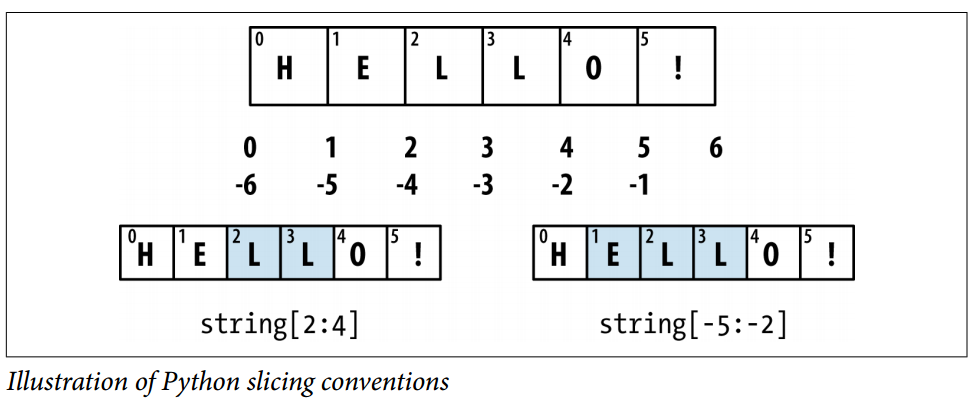 0 1 2 3 4 5
H E L L O !
0 1 2 3 4 5 6
-6 -5 -4 -3 -2 -1
0 1 2 3 4 5
H E L L O !
string[2:4]
0 1 2 3 4 5
H E L L O !
string[-5:-2]
Illustration of Python slicing conventions